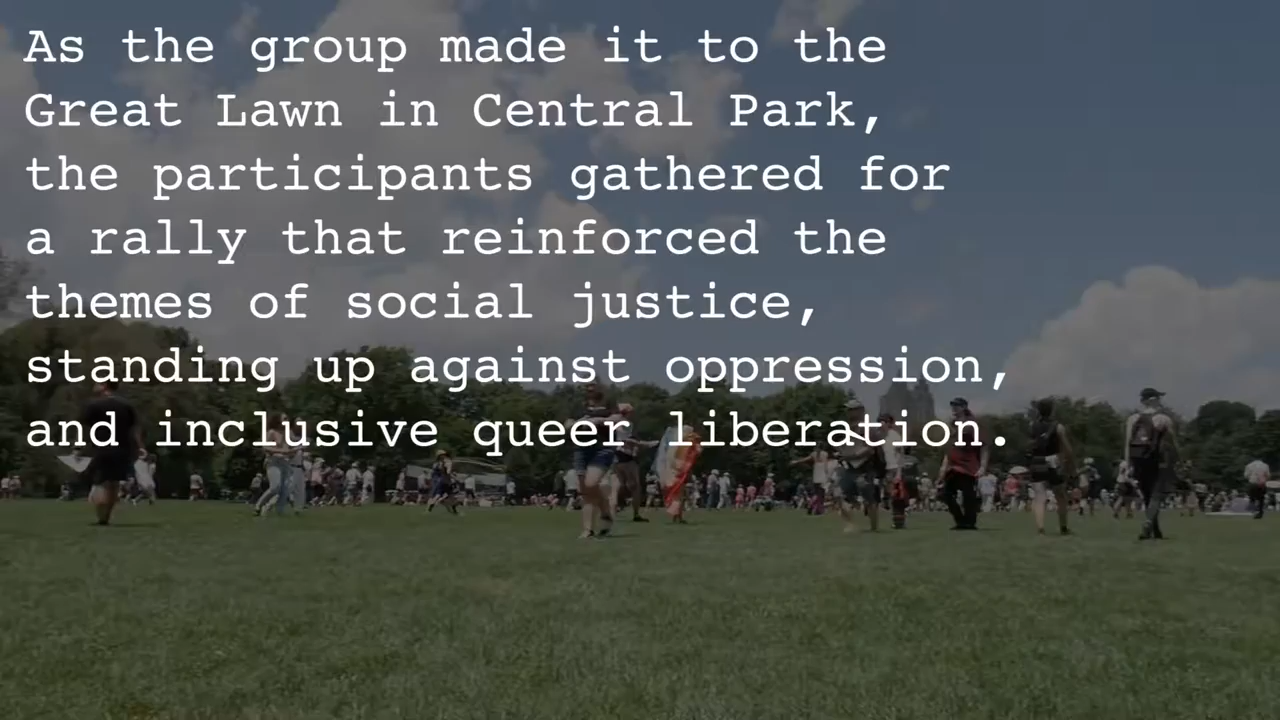 As the group made it to the
Great Lawn in Central Park,
the participants gathered for
a rally that reinforced the
themes of social justice,
standing up against oppression,
and inclusive queer liberation.